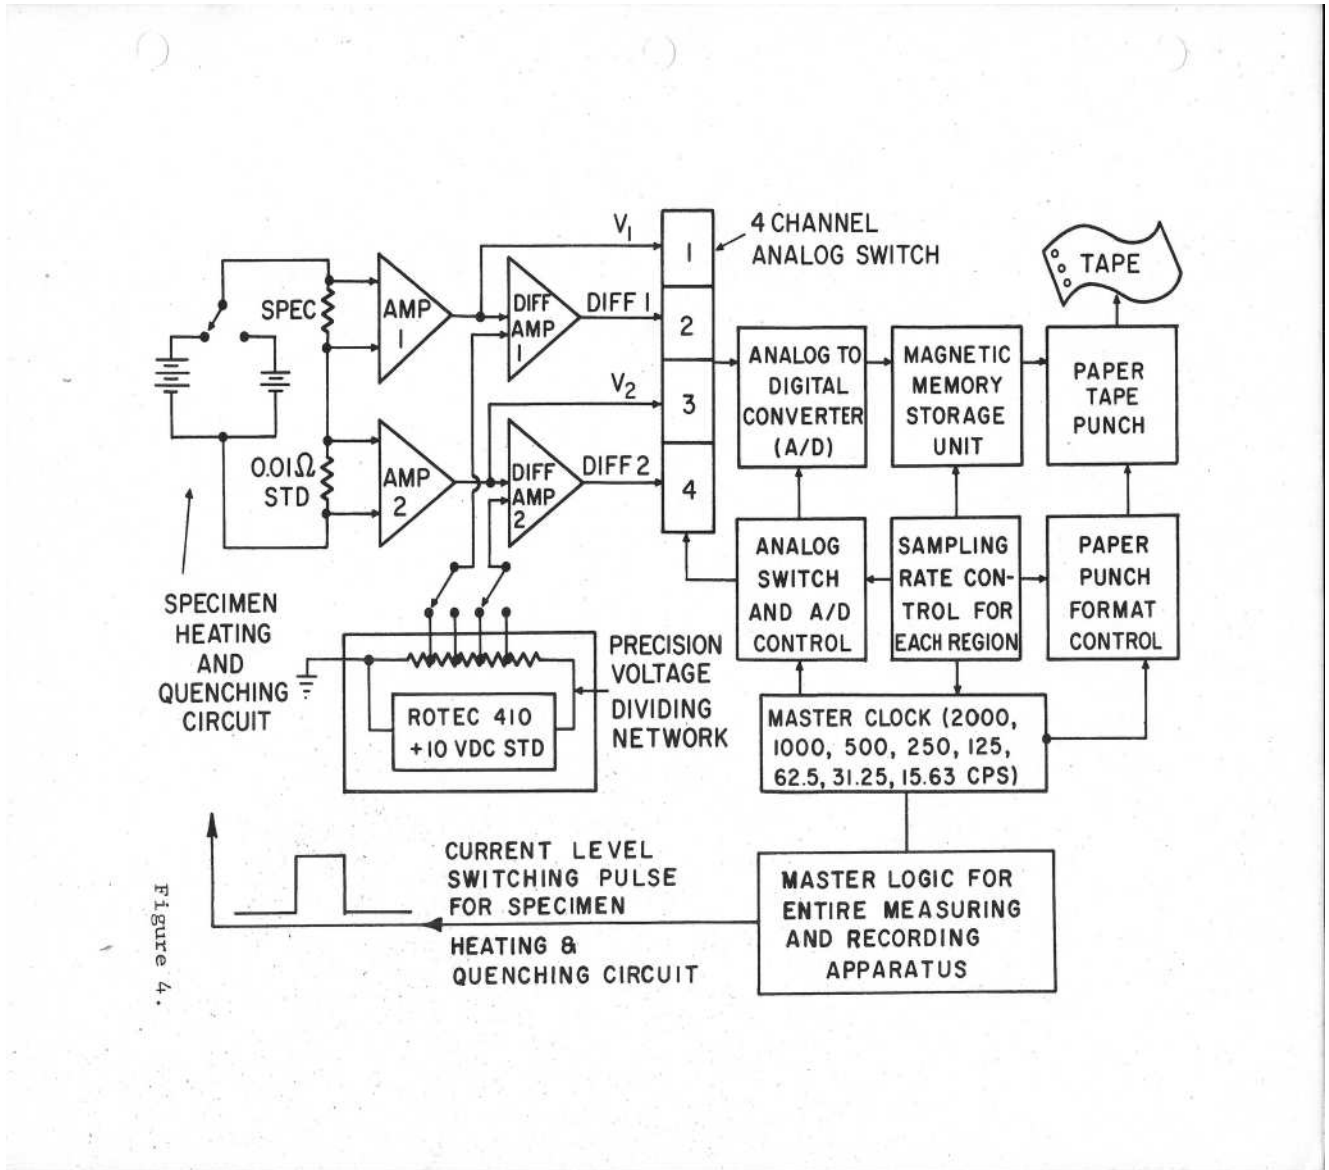 V1
1
4 CHANNEL
ANALOG SWITCH
TAPE
SPEC
AMP
1
DIFF
AMP
1
DIFF 1
2
ANALOG TO
DIGITAL
CONVERTER
(A/D)
MAGNETIC
MEMORY
STORAGE
UNIT
PAPER
TAPE
PUNCH
V2
3
0.01Ω
STD
AMP
2
DIFF
AMP
2
DIFF 2
4
ANALOG
SWITCH
AND A/D
CONTROL
SAMPLING
RATE CON-
TROL FOR
EACH REGION
PAPER
PUNCH
FORMAT
CONTROL
SPECIMEN
HEATING
AND
QUENCHING
CIRCUIT
PRECISION
VOLTAGE
DIVIDING
NETWORK
ROTEC 410
+10 VDC STD
MASTER CLOCK (2000,
1000, 500, 250, 125,
62.5, 31.25, 15.63 CPS)
CURRENT LEVEL
SWITCHING PULSE
FOR SPECIMEN
HEATING &
QUENCHING CIRCUIT
MASTER LOGIC FOR
ENTIRE MEASURING
AND RECORDING
APPARATUS
Figure 4.